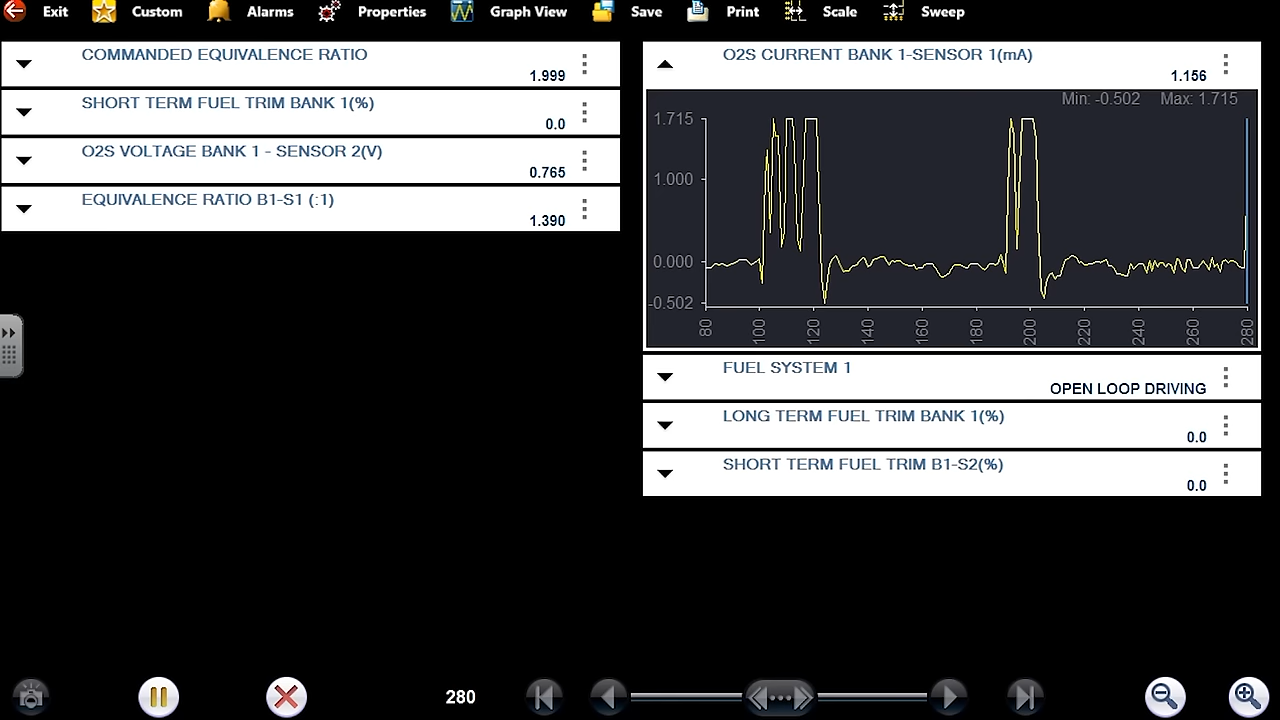 Exit Custom Alarms Properties Graph View Save Print Scale Sweep
COMMANDED EQUIVALENCE RATIO
1.999
SHORT TERM FUEL TRIM BANK 1(%)
0.0
O2S VOLTAGE BANK 1 - SENSOR 2(V)
0.765
EQUIVALENCE RATIO B1-S1 (:1)
1.390
O2S CURRENT BANK 1-SENSOR 1(mA)
1.156
Min: -0.502 Max: 1.715
1.715
1.000
0.000
-0.502
80 100 120 140 160 180 200 220 240 260 280
FUEL SYSTEM 1
OPEN LOOP DRIVING
LONG TERM FUEL TRIM BANK 1(%)
0.0
SHORT TERM FUEL TRIM B1-S2(%)
0.0
280